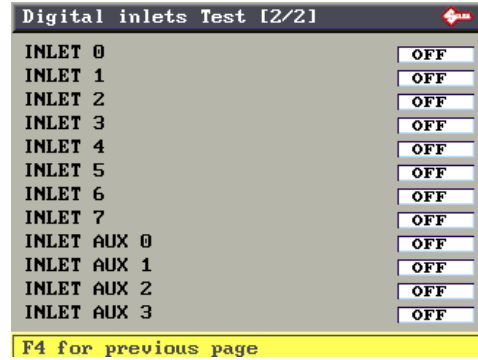 Digital inlets Test [2/2]
INLET 0 OFF
INLET 1 OFF
INLET 2 OFF
INLET 3 OFF
INLET 4 OFF
INLET 5 OFF
INLET 6 OFF
INLET 7 OFF
INLET AUX 0 OFF
INLET AUX 1 OFF
INLET AUX 2 OFF
INLET AUX 3 OFF
F4 for previous page